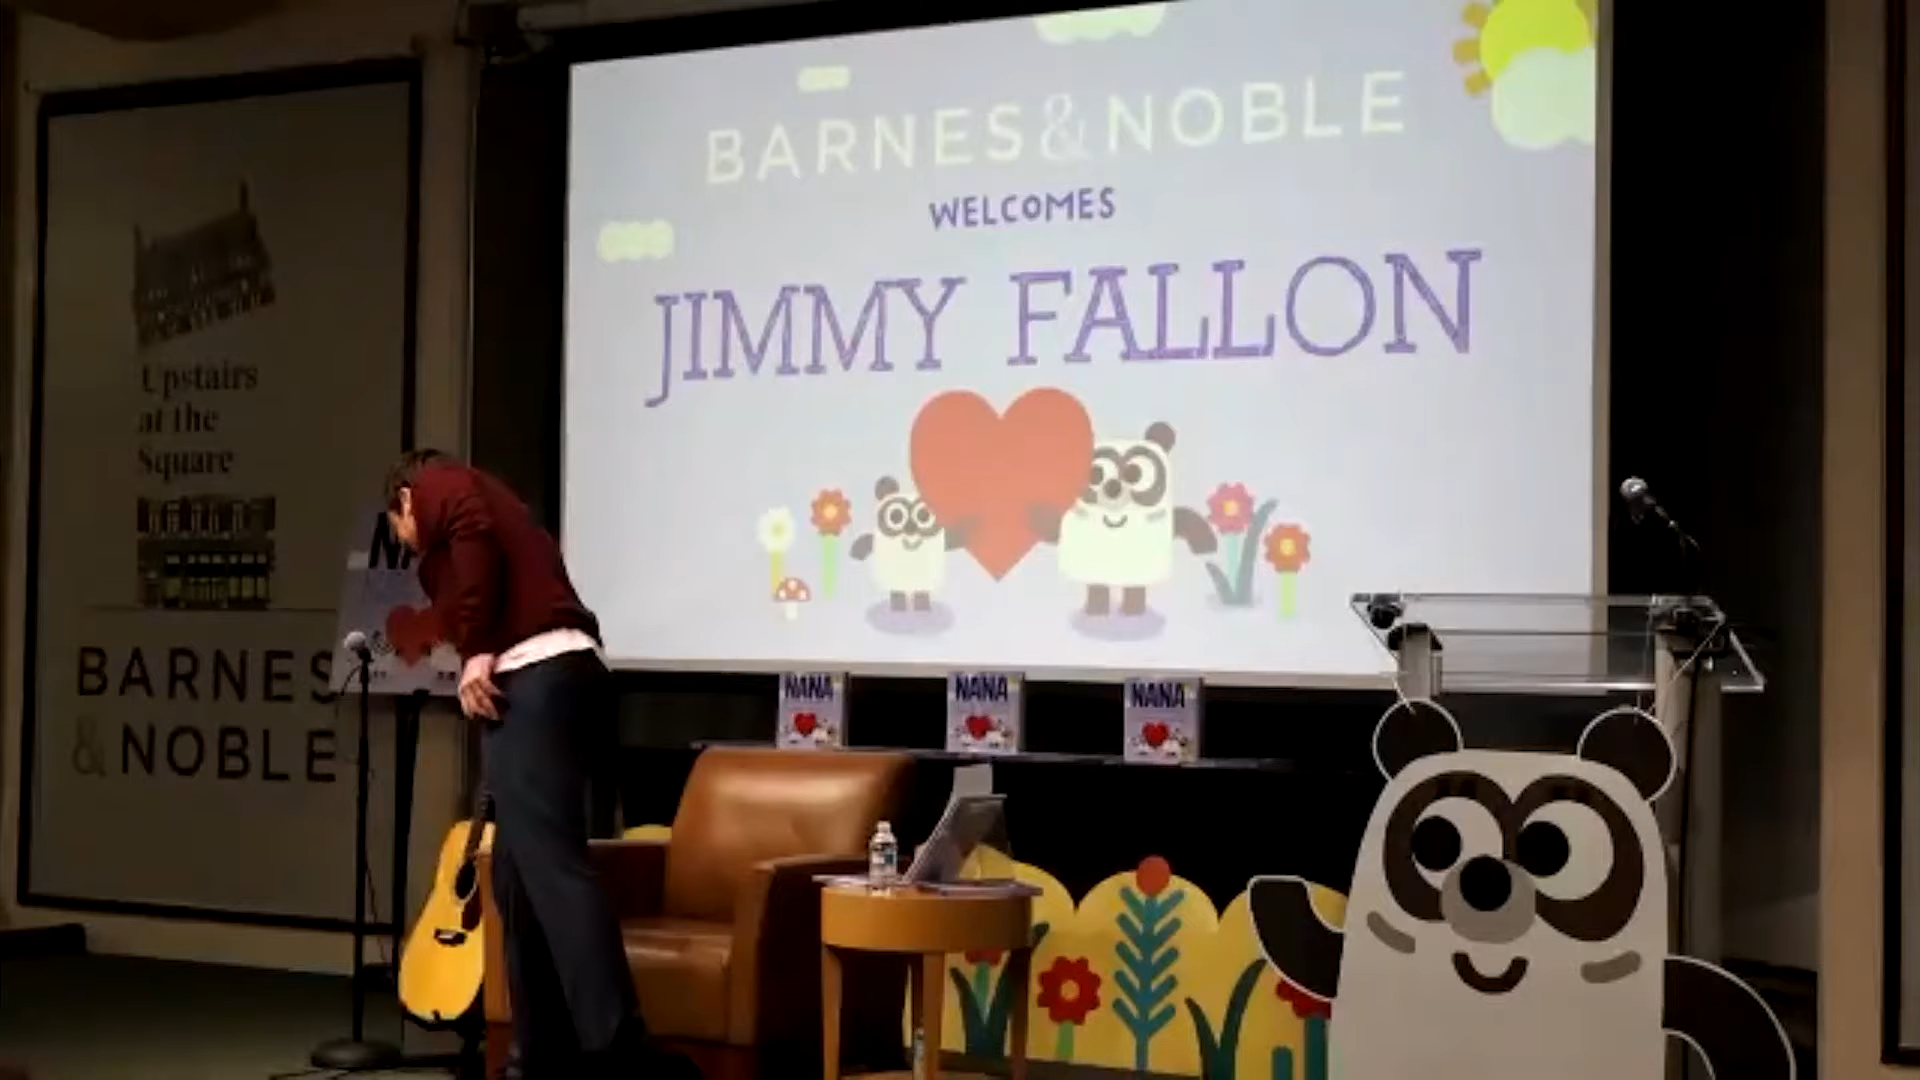 BARNES & NOBLE
WELCOMES
JIMMY FALLON
Upstairs
at the
Square
BARNES
& NOBLE
NANA
NANA
NANA